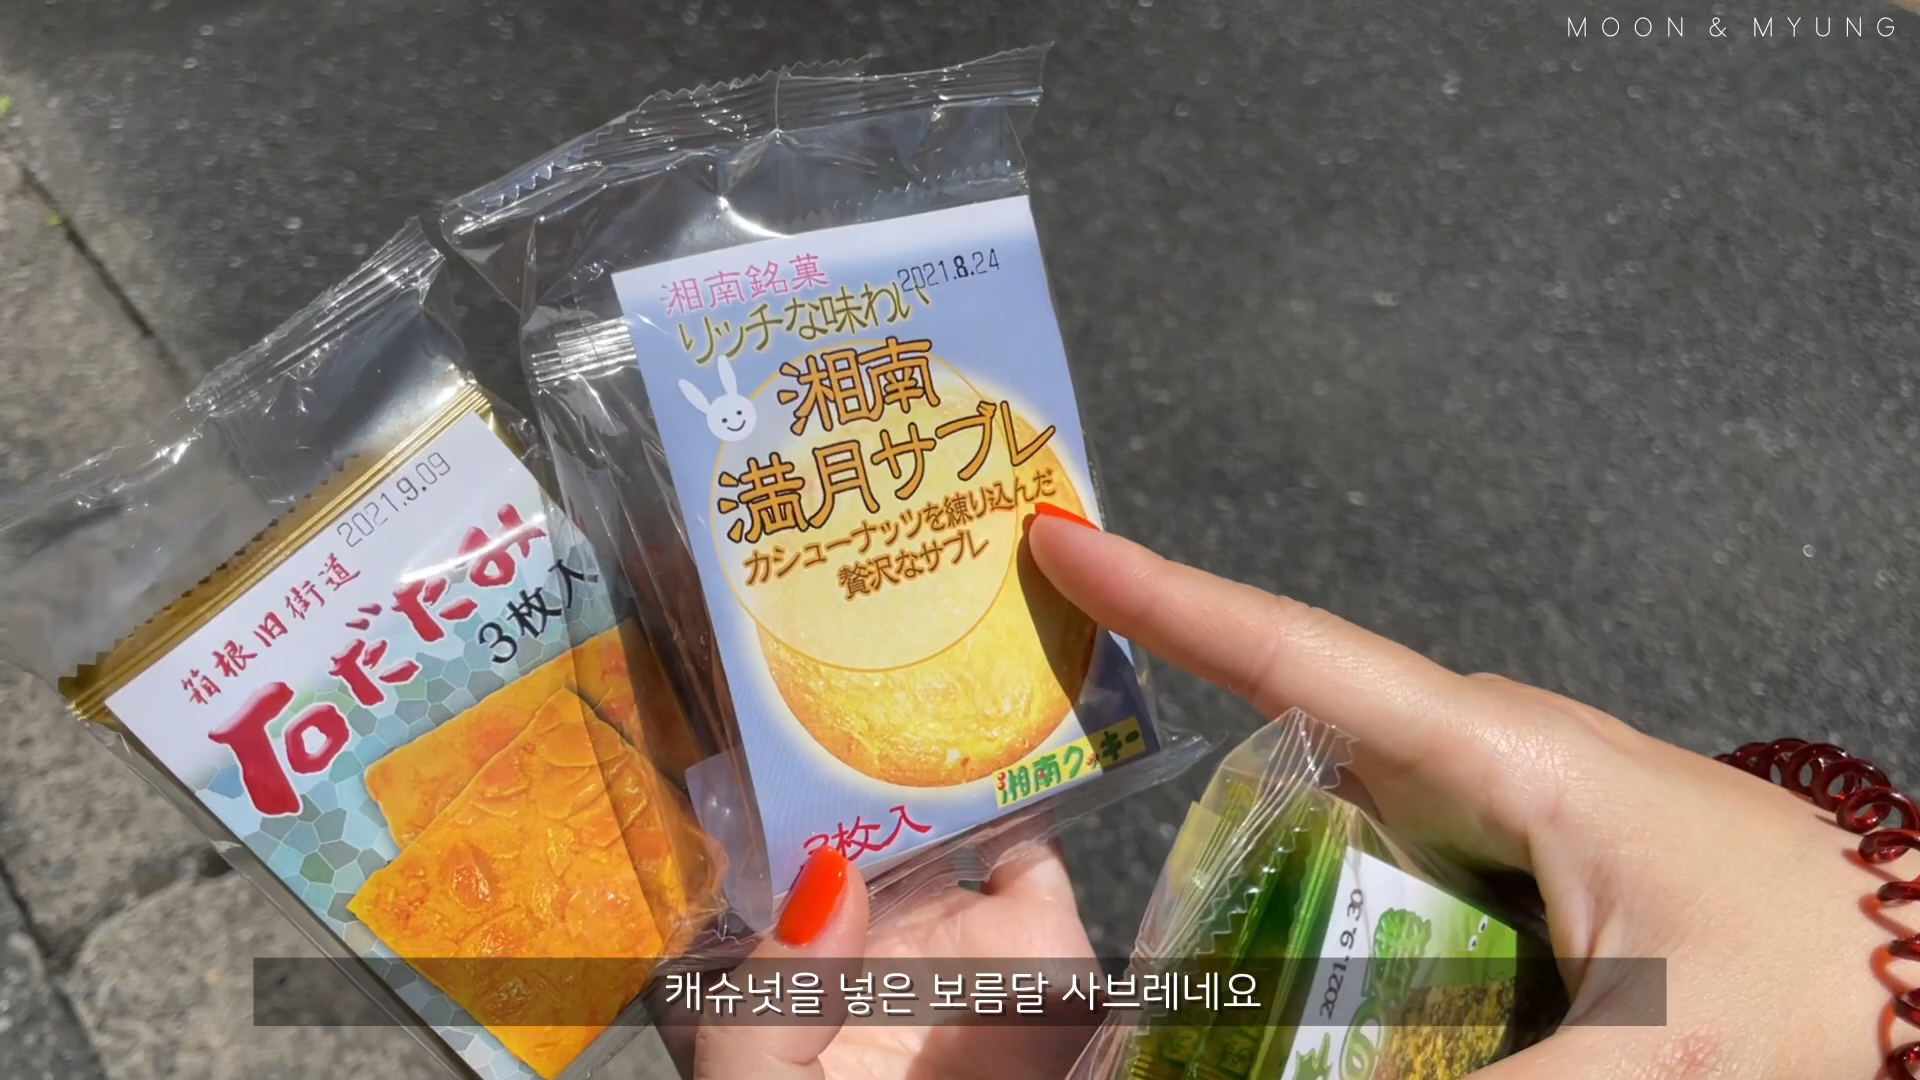 MOON & MYUNG
湘南銘菓
2021.8.24
リッチな味わい
湘南
満月サブレ
カシューナッツを練り込んだ
贅沢なサブレ
湘南クッキー
3枚入
2021.9.09
箱根旧街道
石だたみ
3枚入
2021.9.30
캐슈넛을 넣은 보름달 사브레네요